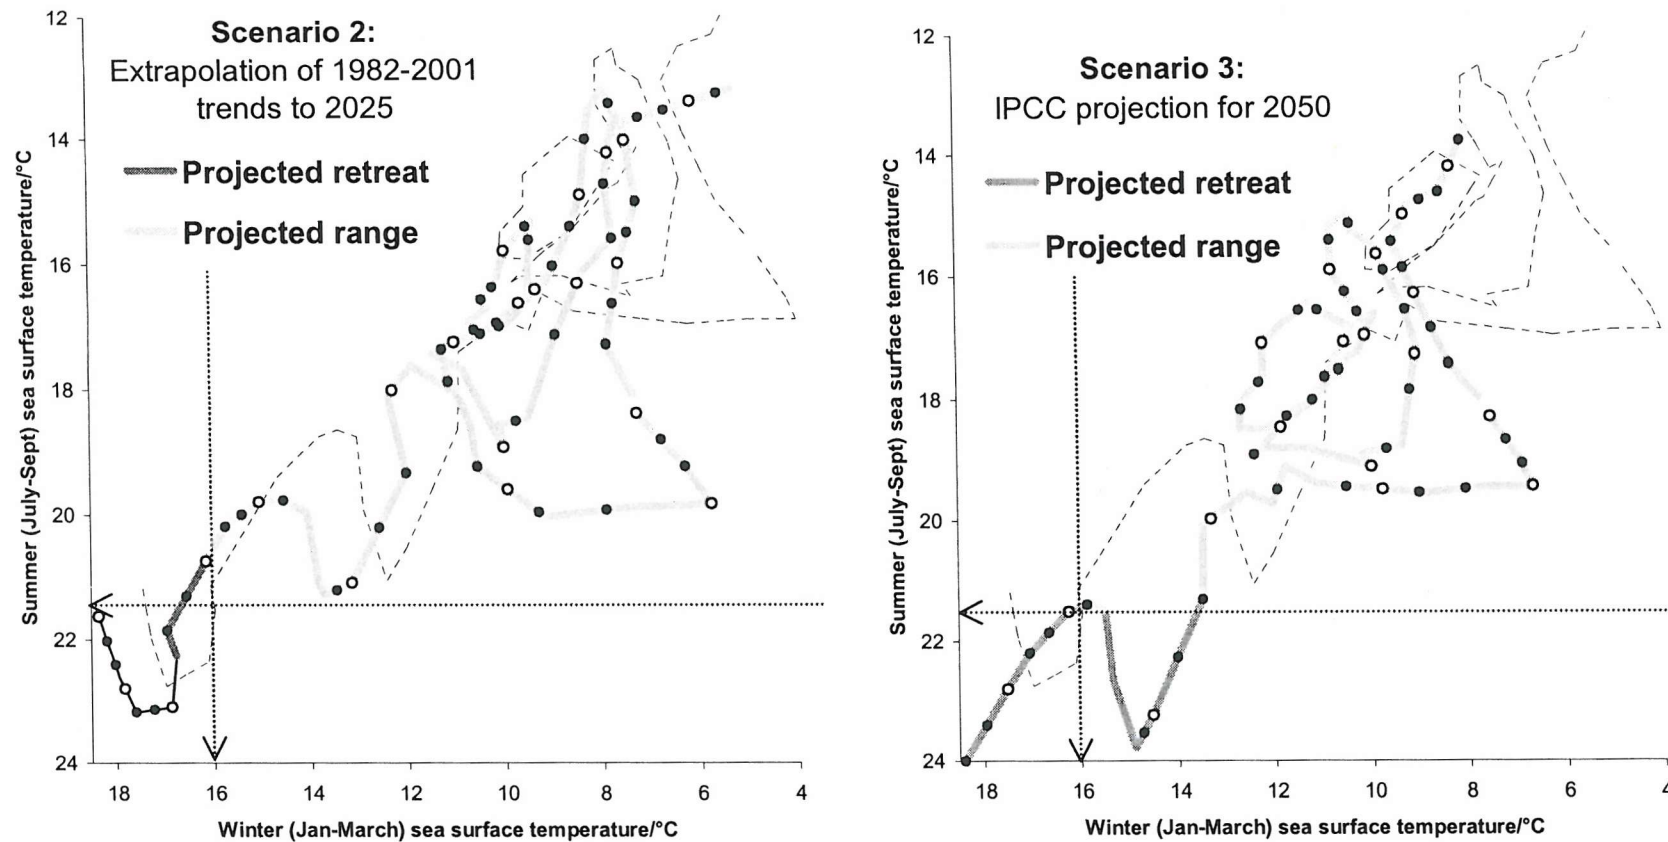 Scenario 2:
Extrapolation of 1982-2001
trends to 2025
Projected retreat
Projected range
Summer (July-Sept) sea surface temperature/°C
12
14
16
18
20
22
24
18 16 14 12 10 8 6 4
Winter (Jan-March) sea surface temperature/°C
Scenario 3:
IPCC projection for 2050
Projected retreat
Projected range
Summer (July-Sept) sea surface temperature/°C
12
14
16
18
20
22
24
18 16 14 12 10 8 6 4
Winter (Jan-March) sea surface temperature/°C